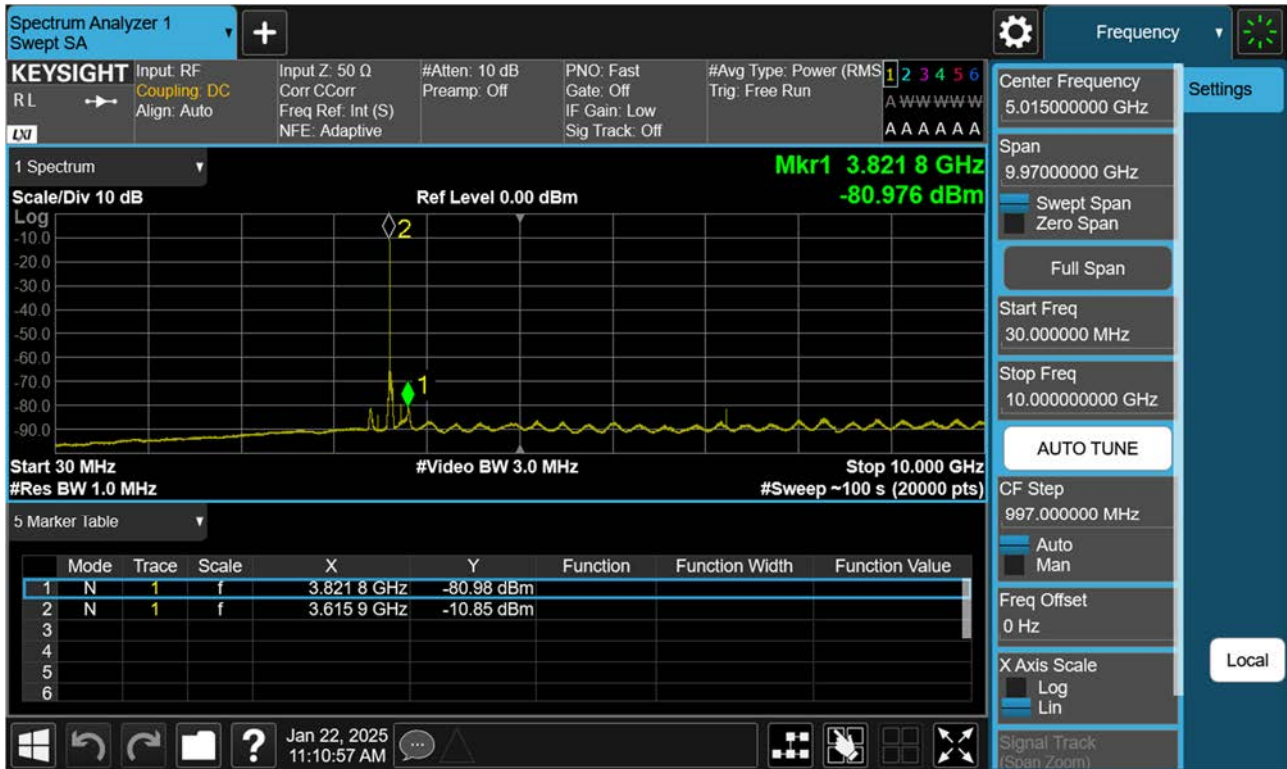 Spectrum Analyzer 1
Swept SA
+
Frequency
KEYSIGHT
RL
LXI
Input: RF
Coupling: DC
Align: Auto
Input Z: 50 Ω
Corr CCorr
Freq Ref: Int (S)
NFE: Adaptive
#Atten: 10 dB
Preamp: Off
PNO: Fast
Gate: Off
IF Gain: Low
Sig Track: Off
#Avg Type: Power (RMS
Trig: Free Run
1 2 3 4 5 6
A W W W W W
A A A A A A
1 Spectrum
Mkr1 3.821 8 GHz
-80.976 dBm
Scale/Div 10 dB
Ref Level 0.00 dBm
Log
-10.0
-20.0
-30.0
-40.0
-50.0
-60.0
-70.0
-80.0
-90.0
2
1
Start 30 MHz
#Video BW 3.0 MHz
Stop 10.000 GHz
#Res BW 1.0 MHz
#Sweep ~100 s (20000 pts)
5 Marker Table
Mode Trace Scale X Y Function Function Width Function Value
1 N 1 f 3.821 8 GHz -80.98 dBm
2 N 1 f 3.615 9 GHz -10.85 dBm
3
4
5
6
Jan 22, 2025
11:10:57 AM
?
Center Frequency
5.015000000 GHz
Settings
Span
9.97000000 GHz
Swept Span
Zero Span
Full Span
Start Freq
30.000000 MHz
Stop Freq
10.000000000 GHz
AUTO TUNE
CF Step
997.000000 MHz
Auto
Man
Freq Offset
0 Hz
X Axis Scale
Log
Lin
Local
Signal Track
(Span Zoom)